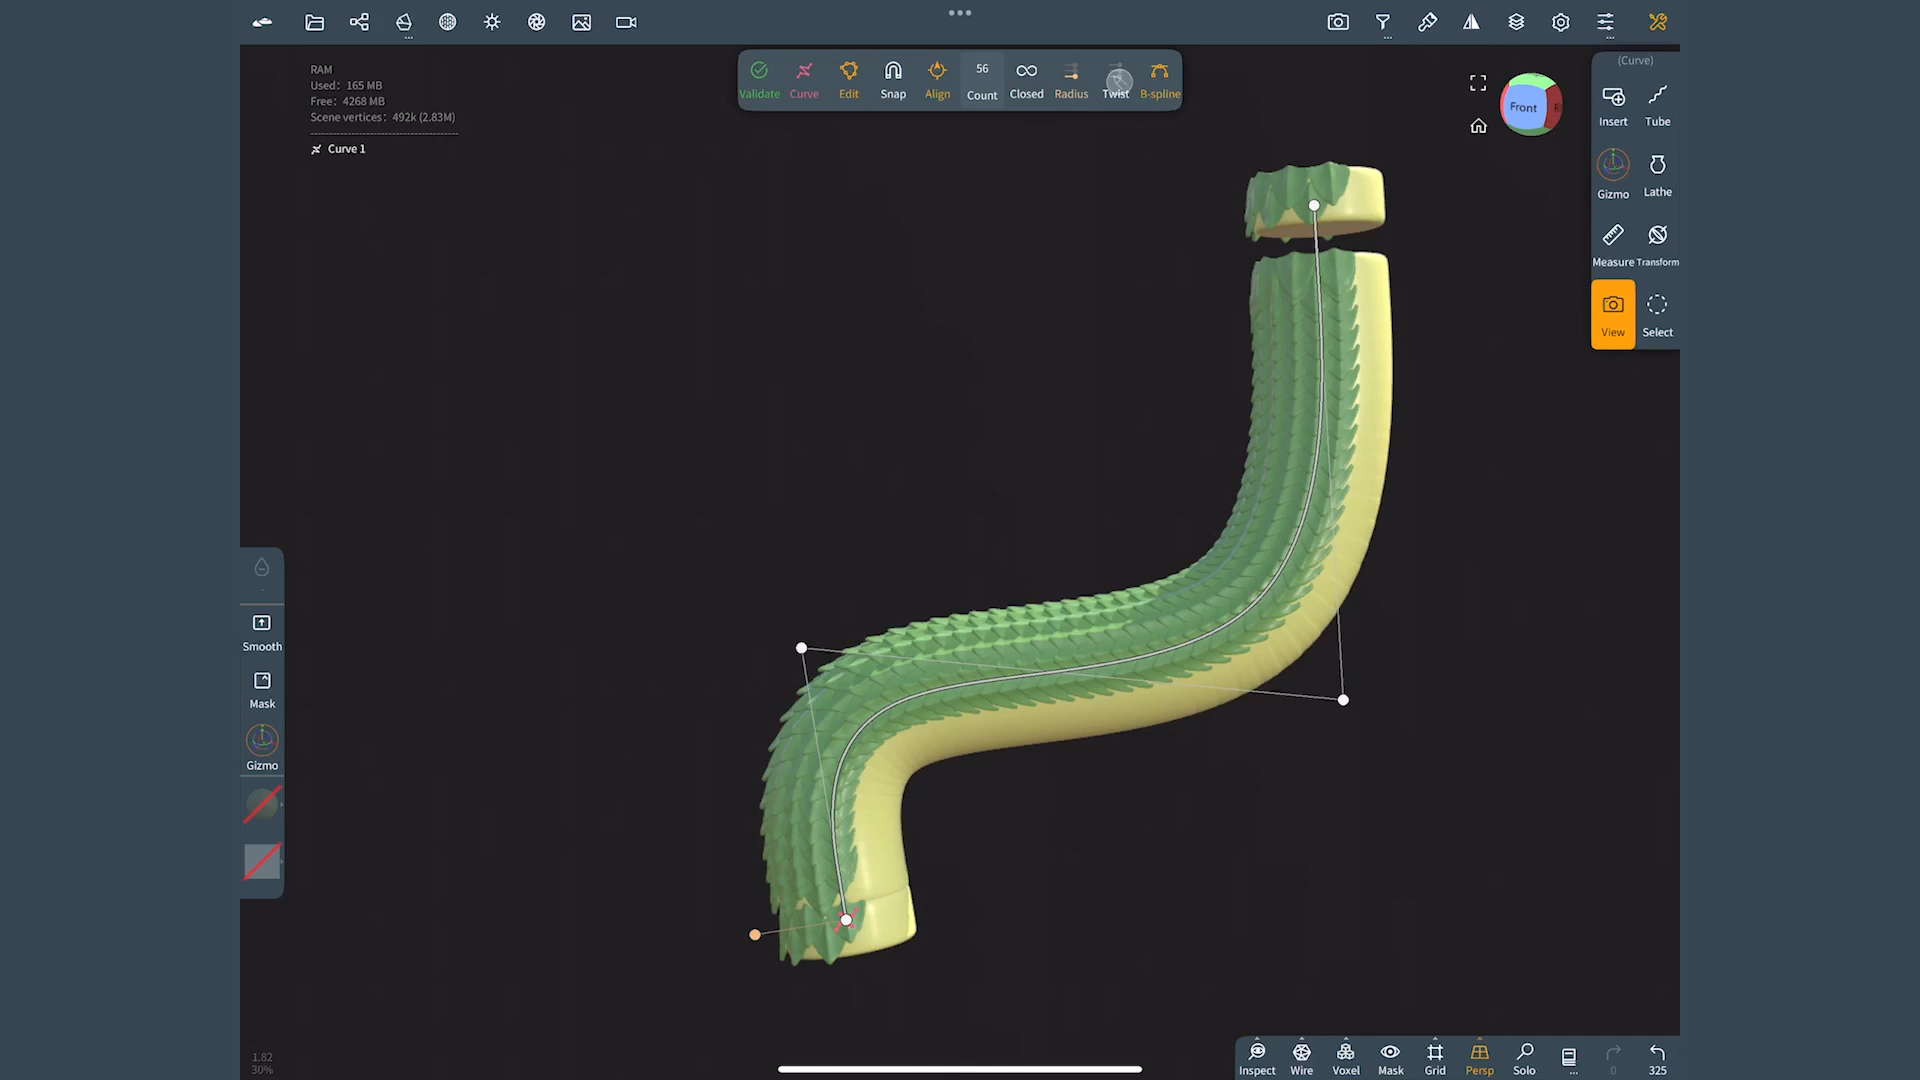 RAM
Used: 165 MB
Free: 4268 MB
Scene vertices: 492k (2.83M)
Curve 1
Validate
Curve
Edit
Snap
Align
56
Count
Closed
Radius
Twist
B-spline
Front
(Curve)
Insert
Tube
Gizmo
Lathe
Measure
Transform
View
Select
Smooth
Mask
Gizmo
1.82
30%
Inspect
Wire
Voxel
Mask
Grid
Persp
Solo
0
325